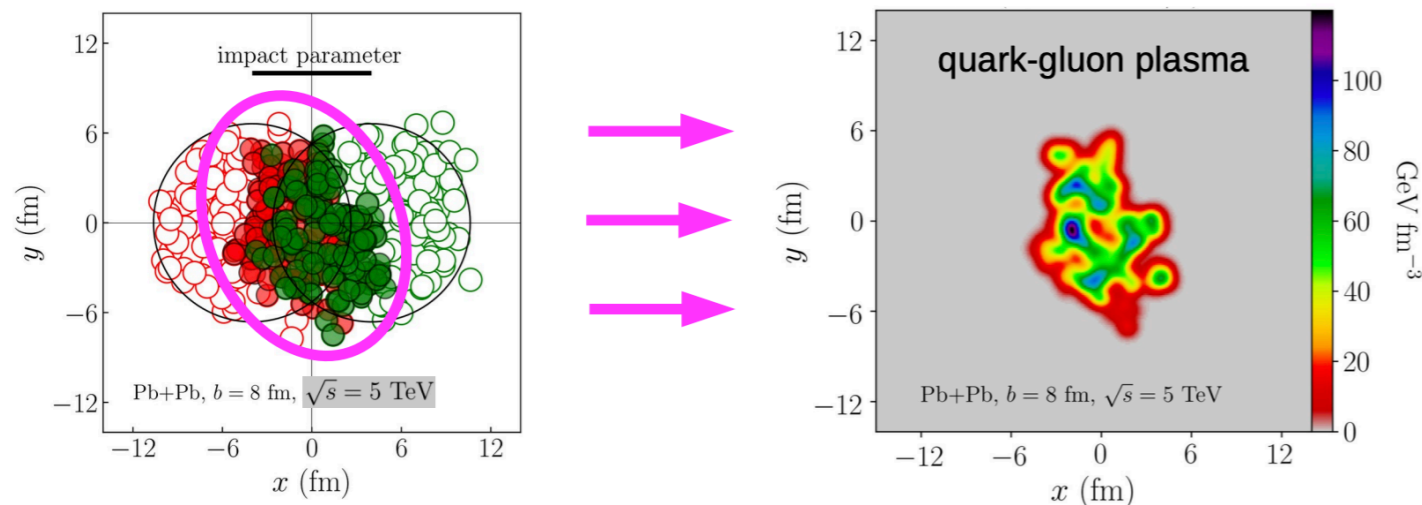 impact parameter
12
6
0
−6
−12
y (fm)
Pb+Pb, b = 8 fm, √s = 5 TeV
−12
−6
0
6
12
x (fm)
quark-gluon plasma
12
6
0
−6
−12
y (fm)
Pb+Pb, b = 8 fm, √s = 5 TeV
−12
−6
0
6
12
x (fm)
100
80
60
40
20
0
GeV fm⁻³